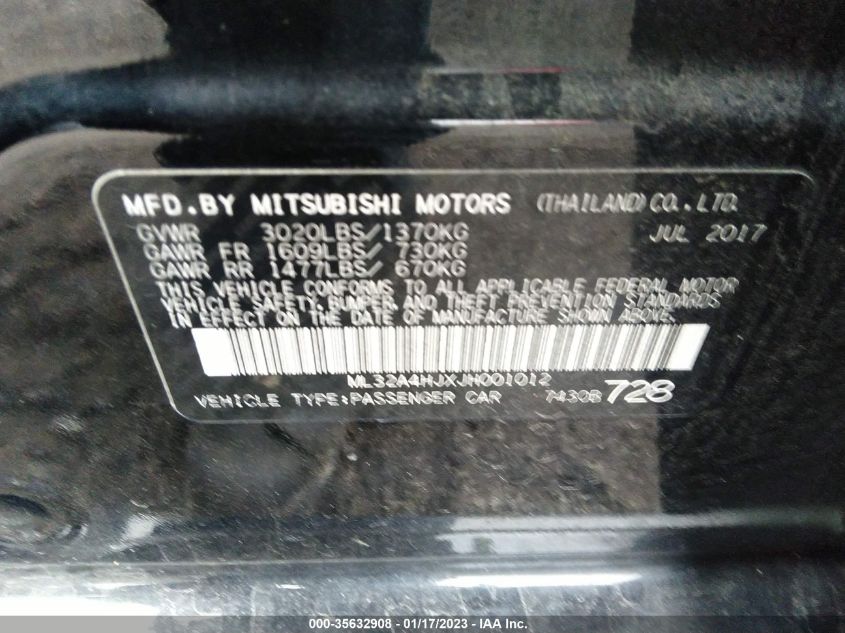 MFD.BY MITSUBISHI MOTORS (THAILAND) CO., LTD.
GVWR 3020LBS/1370KG JUL 2017
GAWR FR 1609LBS/ 730KG
GAWR RR 1477LBS/ 670KG
THIS VEHICLE CONFORMS TO ALL APPLICABLE FEDERAL MOTOR
VEHICLE SAFETY, BUMPER, AND THEFT PREVENTION STANDARDS
IN EFFECT ON THE DATE OF MANUFACTURE SHOWN ABOVE.
ML32A4HJXJH001012
VEHICLE TYPE:PASSENGER CAR 7430B 728
000-35632908 - 01/17/2023 - IAA Inc.